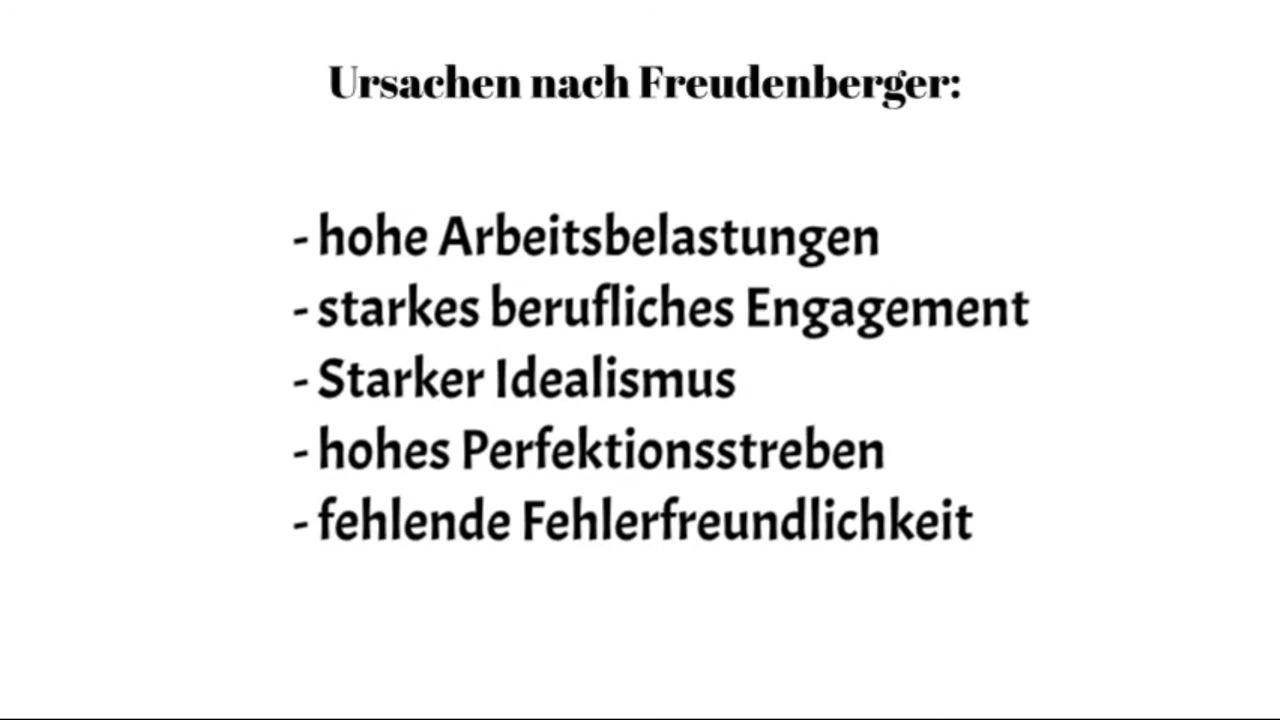 Ursachen nach Freudenberger:
- hohe Arbeitsbelastungen
- starkes berufliches Engagement
- Starker Idealismus
- hohes Perfektionsstreben
- fehlende Fehlerfreundlichkeit